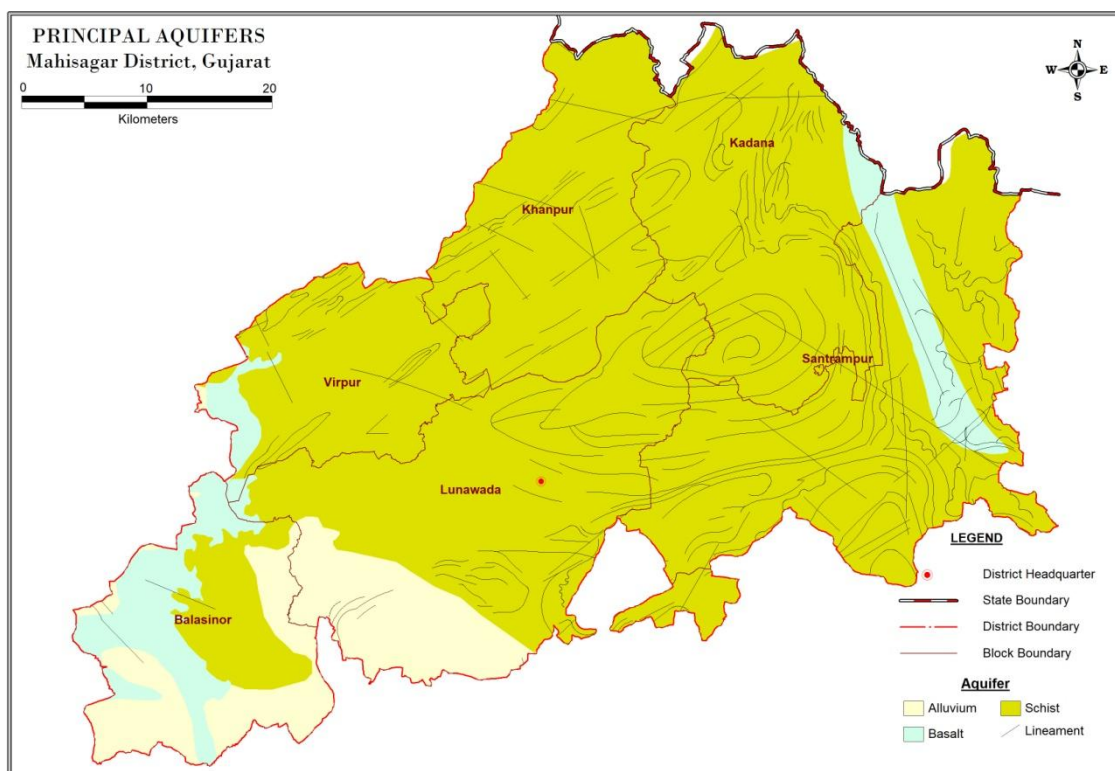 PRINCIPAL AQUIFERS
Mahisagar District, Gujarat
0 10 20
Kilometers
N
W E
S
Kadana
Khanpur
Santrampur
Virpur
Lunawada
Balasinor
LEGEND
District Headquarter
State Boundary
District Boundary
Block Boundary
Aquifer
Alluvium Schist
Basalt Lineament